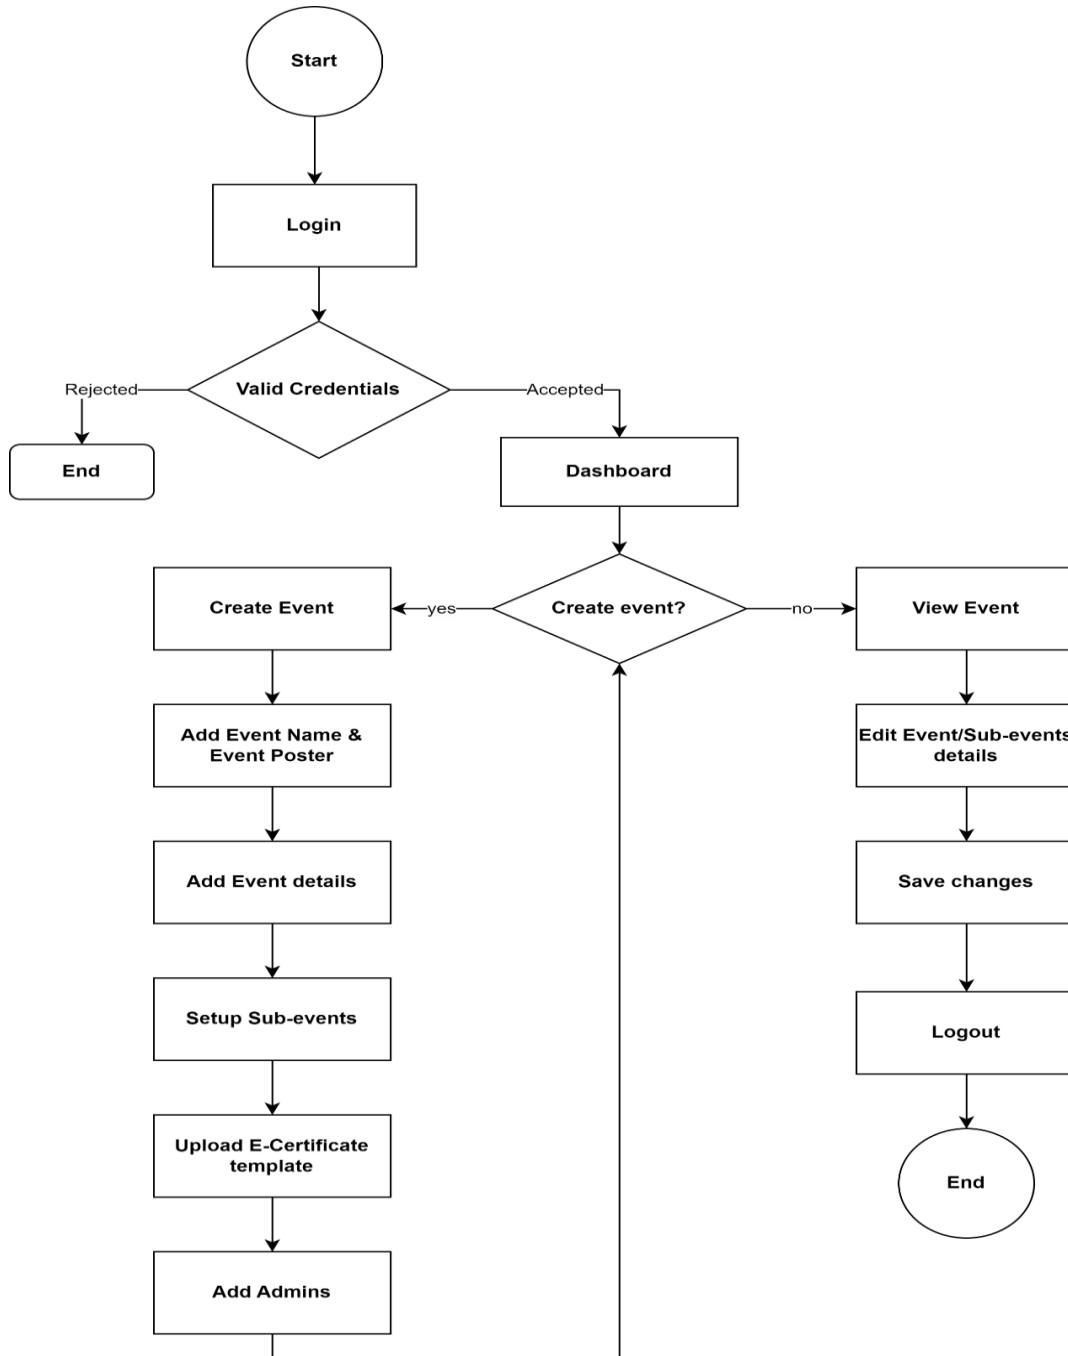 Start
Login
Valid Credentials
Rejected
Accepted
End
Dashboard
Create Event
yes
Create event?
no
View Event
Add Event Name &
Event Poster
Edit Event/Sub-events
details
Add Event details
Save changes
Setup Sub-events
Logout
Upload E-Certificate
template
End
Add Admins